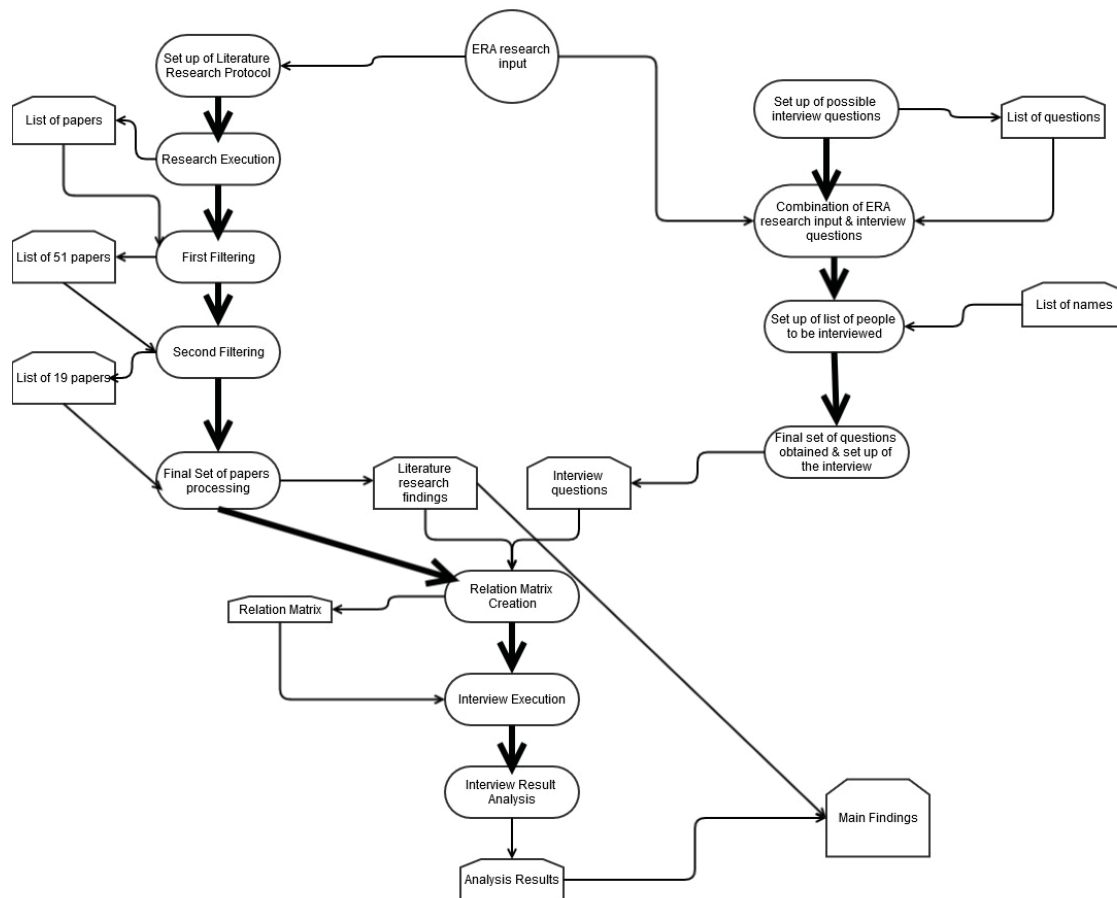 ERA research
input
Set up of Literature
Research Protocol
Set up of possible
interview questions
List of papers
List of questions
Research Execution
Combination of ERA
research input & interview
questions
List of 51 papers
First Filtering
List of names
Set up of list of people
to be interviewed
Second Filtering
List of 19 papers
Final set of questions
obtained & set up of
the interview
Final Set of papers
processing
Literature
research
findings
Interview
questions
Relation Matrix
Creation
Relation Matrix
Interview Execution
Interview Result
Analysis
Main Findings
Analysis Results